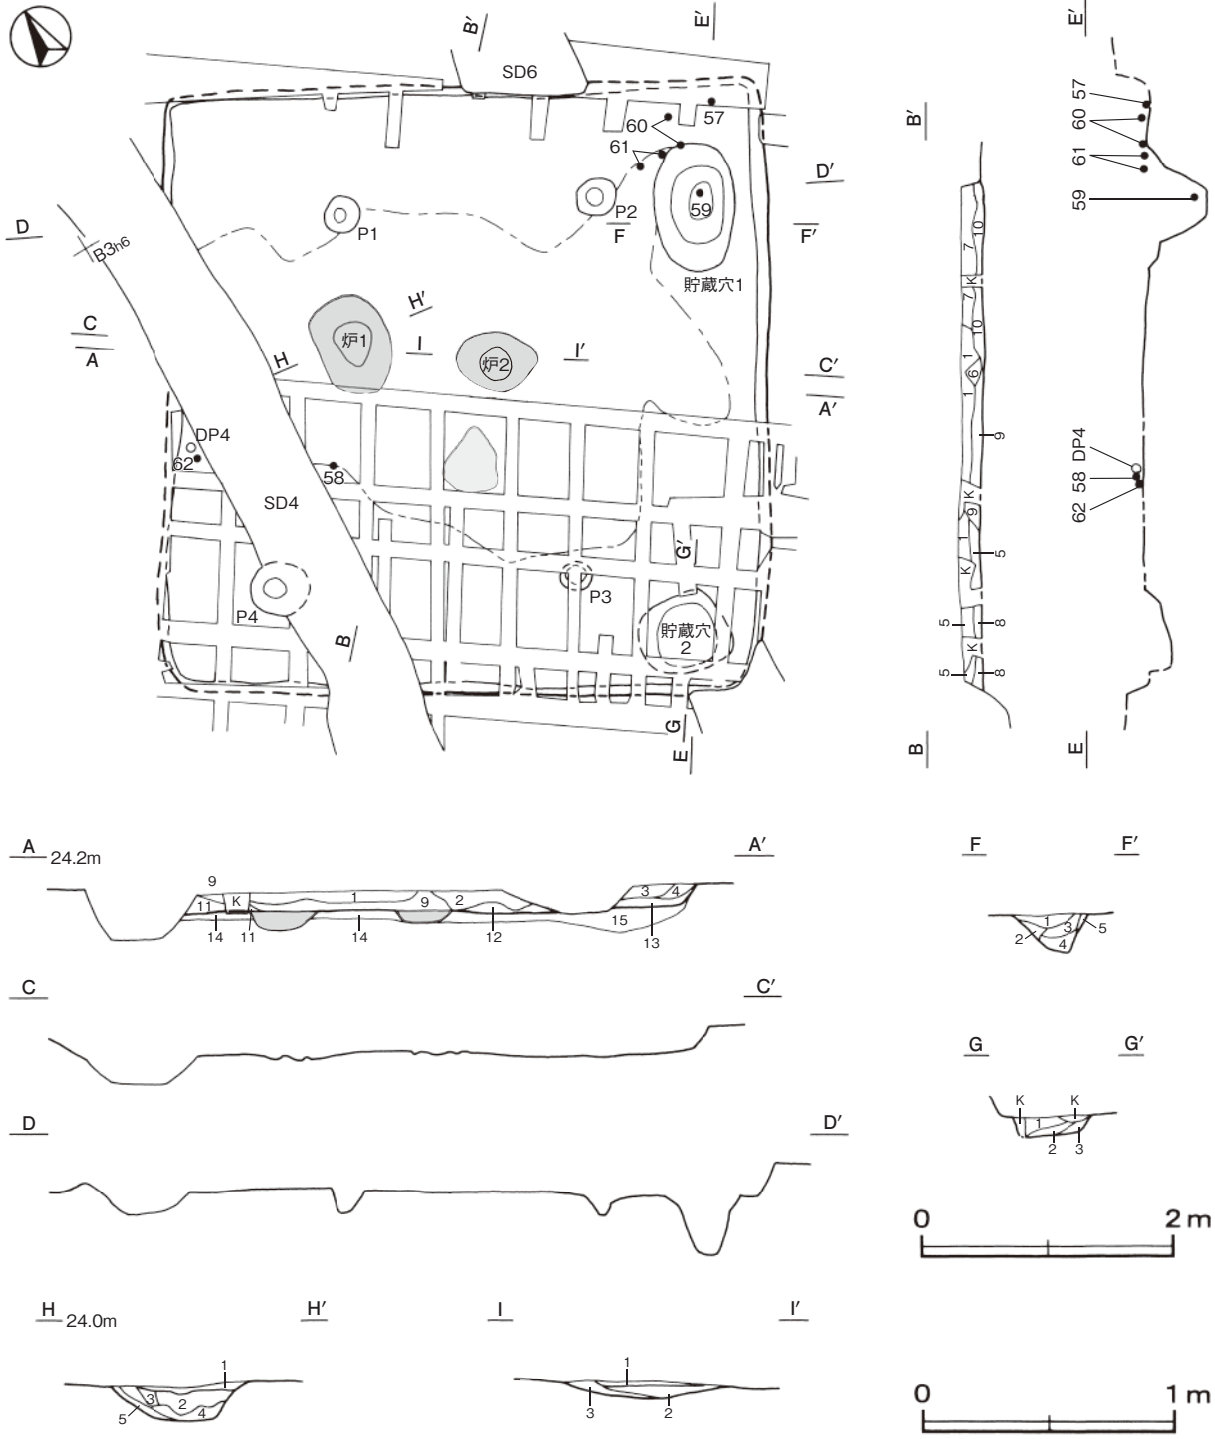 B′
E′
SD6
57
60
61
59
P2
F
F′
D′
D
P1
B3h6
貯蔵穴1
H′
C
A
炉1
I
炉2
I′
H
C′
A′
DP4
62
58
SD4
G′
P3
P4
貯蔵穴
2
B
G
E
B′
10
7
K
7
10
1
6
1
9
K
9
1
5
K
5
8
K
5
8
B
E′
57
60
61
59
DP4
58
62
E
A 24.2m
A′
9
11
K
1
9
2
3
4
15
14
11
14
12
13
F
F′
1
3
5
2
4
C
C′
G
G′
K
K
1
2
3
D
D′
0
2 m
H 24.0m
H′
1
3
2
4
5
I
I′
1
3
2
0
1 m